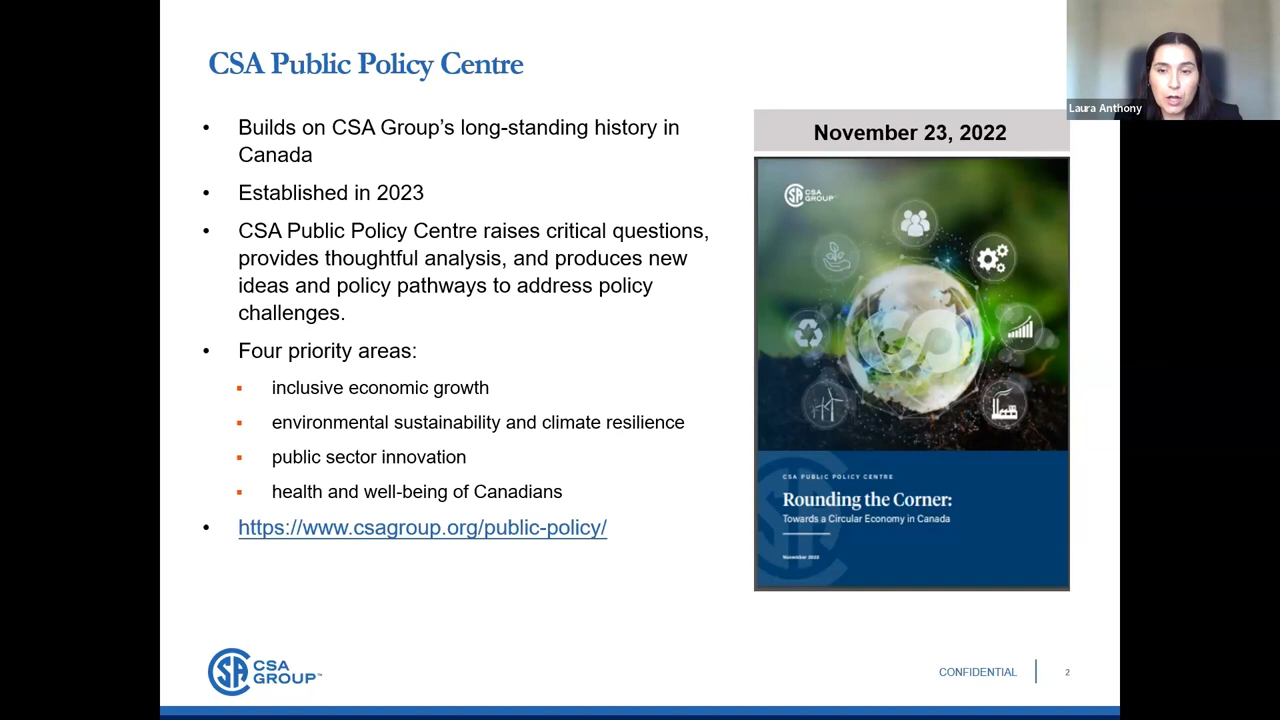 CSA Public Policy Centre
• Builds on CSA Group's long-standing history in
Canada
• Established in 2023
• CSA Public Policy Centre raises critical questions,
provides thoughtful analysis, and produces new
ideas and policy pathways to address policy
challenges.
• Four priority areas:
▪ inclusive economic growth
▪ environmental sustainability and climate resilience
▪ public sector innovation
▪ health and well-being of Canadians
• https://www.csagroup.org/public-policy/
November 23, 2022
CSA
GROUP
CSA PUBLIC POLICY CENTRE
Rounding the Corner:
Towards a Circular Economy in Canada
November
Laura Anthony
CSA
GROUP™
CONFIDENTIAL
2